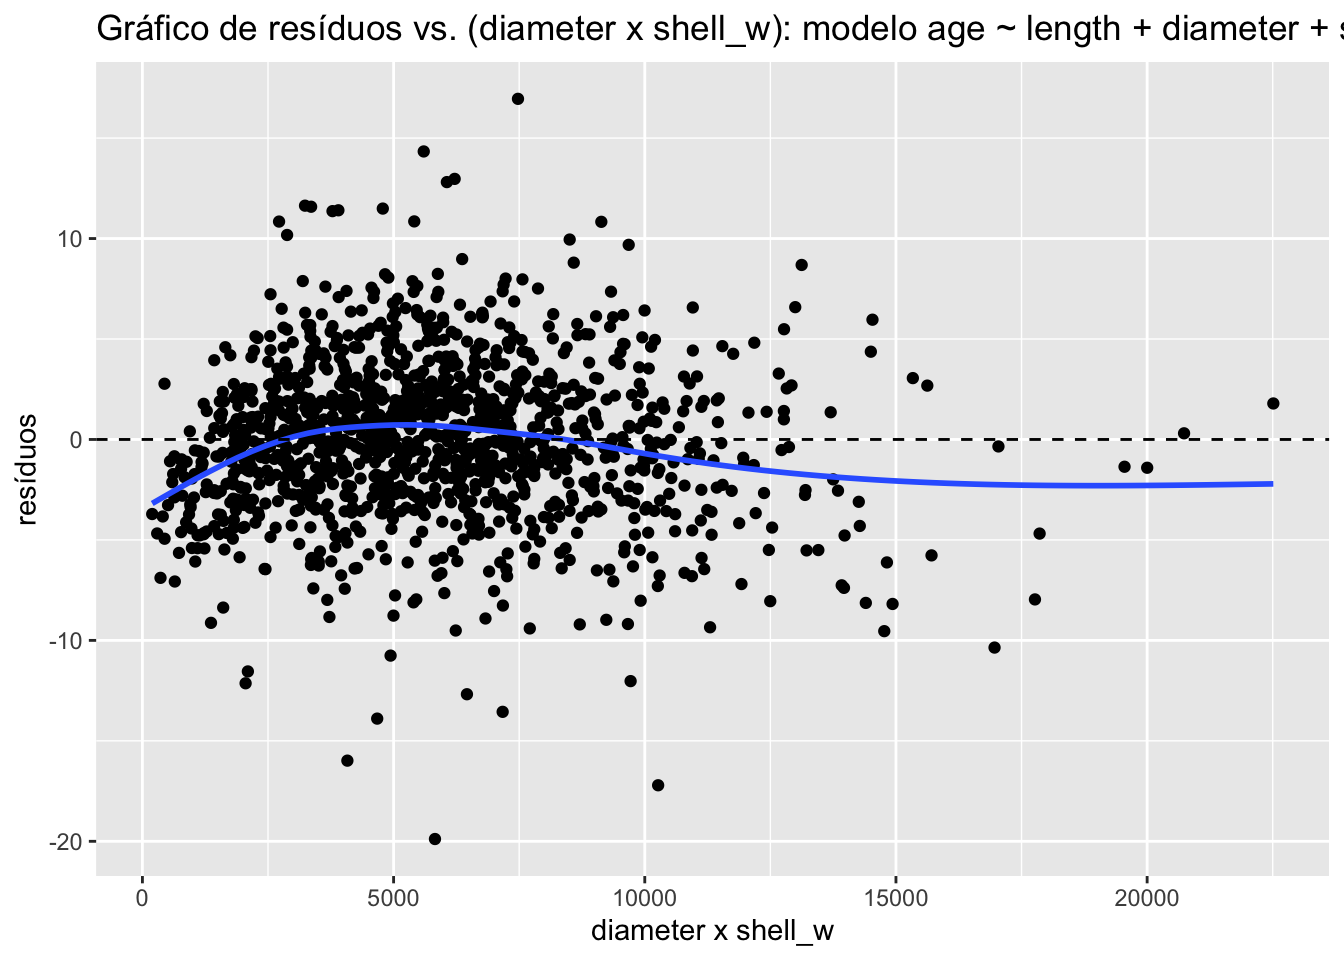 Gráfico de resíduos vs. (diameter x shell_w): modelo age ~ length + diameter +
resíduos
10
0
-10
-20
0 5000 10000 15000 20000
diameter x shell_w